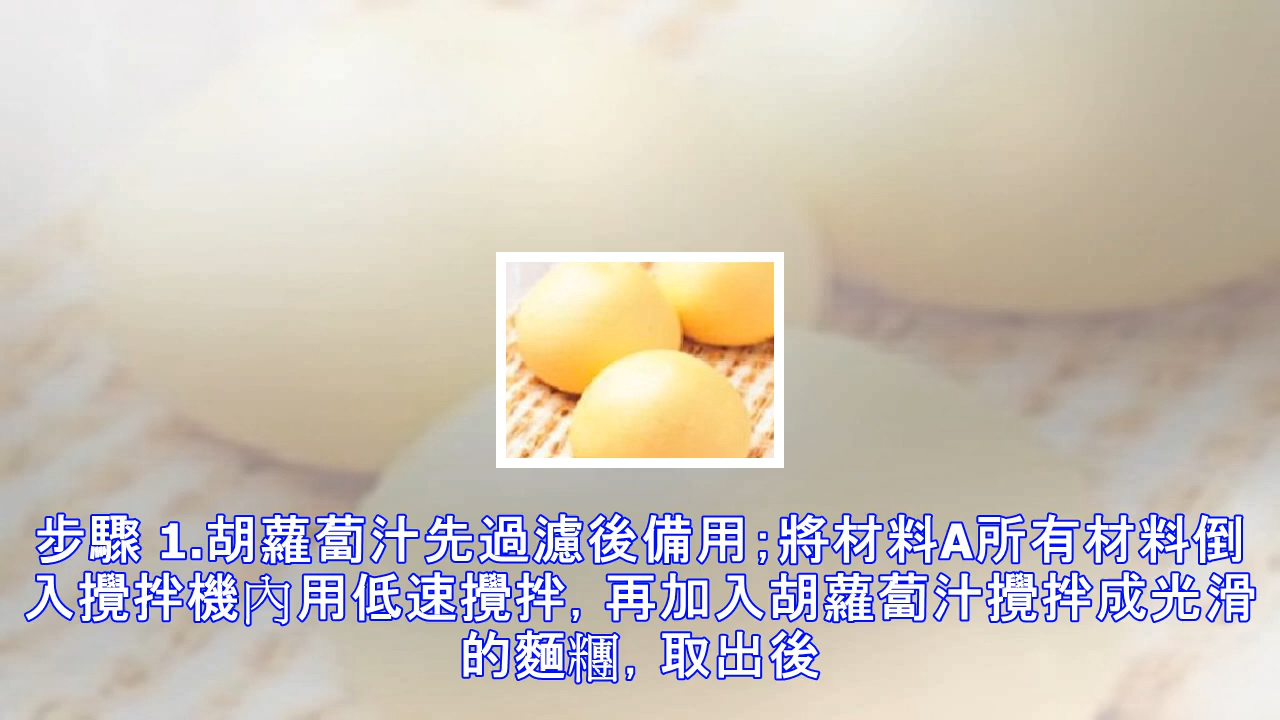 步驟 1.胡蘿蔔汁先過濾後備用;將材料A所有材料倒
入攪拌機內用低速攪拌, 再加入胡蘿蔔汁攪拌成光滑
的麵糰, 取出後